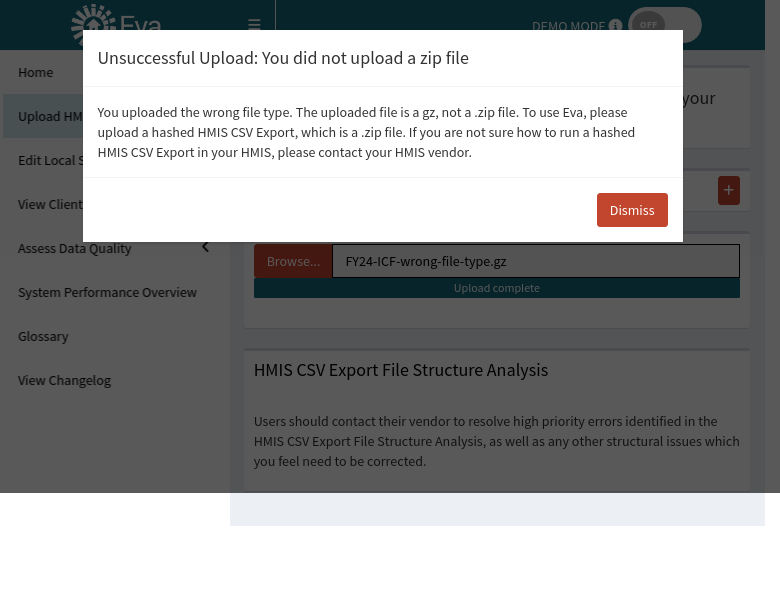 Eva
DEMO MODE
OFF
Unsuccessful Upload: You did not upload a zip file
You uploaded the wrong file type. The uploaded file is a gz, not a .zip file. To use Eva, please
upload a hashed HMIS CSV Export, which is a .zip file. If you are not sure how to run a hashed
HMIS CSV Export in your HMIS, please contact your HMIS vendor.
Dismiss
Home
Upload HM
your
Edit Local S
View Client
+
Assess Data Quality
System Performance Overview
Glossary
View Changelog
Browse...
FY24-ICF-wrong-file-type.gz
Upload complete
HMIS CSV Export File Structure Analysis
Users should contact their vendor to resolve high priority errors identified in the
HMIS CSV Export File Structure Analysis, as well as any other structural issues which
you feel need to be corrected.